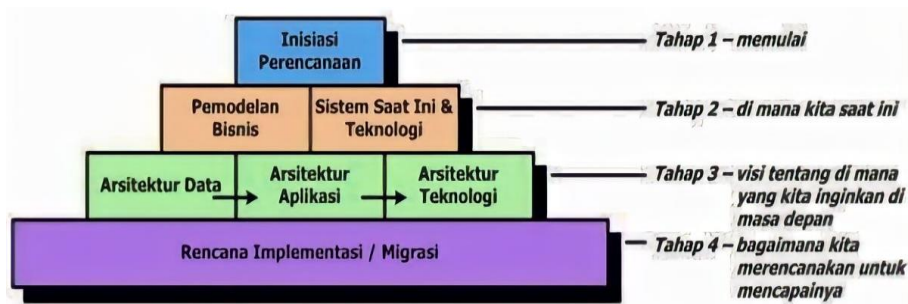 Inisiasi
Perencanaan
Tahap 1 – memulai
Pemodelan
Bisnis
Sistem Saat Ini &
Teknologi
Tahap 2 – di mana kita saat ini
Arsitektur Data
Arsitektur
Aplikasi
Arsitektur
Teknologi
Tahap 3 – visi tentang di mana
yang kita inginkan di
masa depan
Rencana Implementasi / Migrasi
Tahap 4 – bagaimana kita
merencanakan untuk
mencapainya